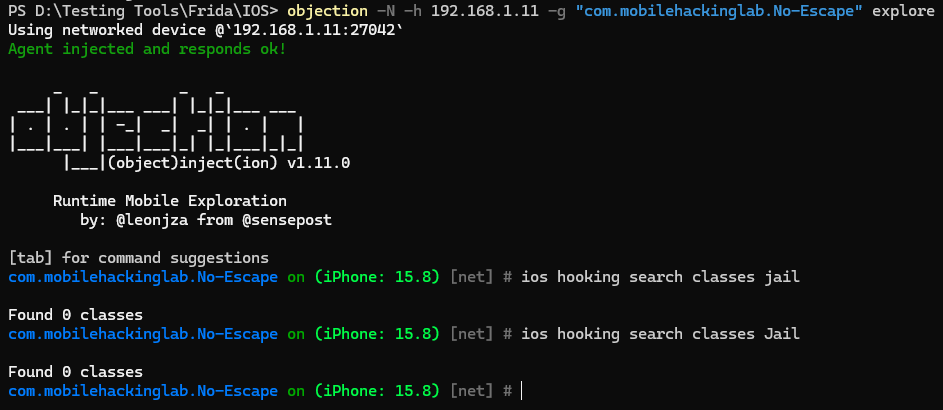 PS D:\Testing Tools\Frida\IOS> objection -N -h 192.168.1.11 -g "com.mobilehackinglab.No-Escape" explore
Using networked device @`192.168.1.11:27042`
Agent injected and responds ok!
     _   _         _   _
 ___| |_|_|___ ___| |_|_|___ ___
| . | . | | -_|  _|  _| | . |   |
|___|___| |___|___|_| |_|___|_|_|
      |___|(object)inject(ion) v1.11.0
     Runtime Mobile Exploration
        by: @leonjza from @sensepost
[tab] for command suggestions
com.mobilehackinglab.No-Escape on (iPhone: 15.8) [net] # ios hooking search classes jail
Found 0 classes
com.mobilehackinglab.No-Escape on (iPhone: 15.8) [net] # ios hooking search classes Jail
Found 0 classes
com.mobilehackinglab.No-Escape on (iPhone: 15.8) [net] #